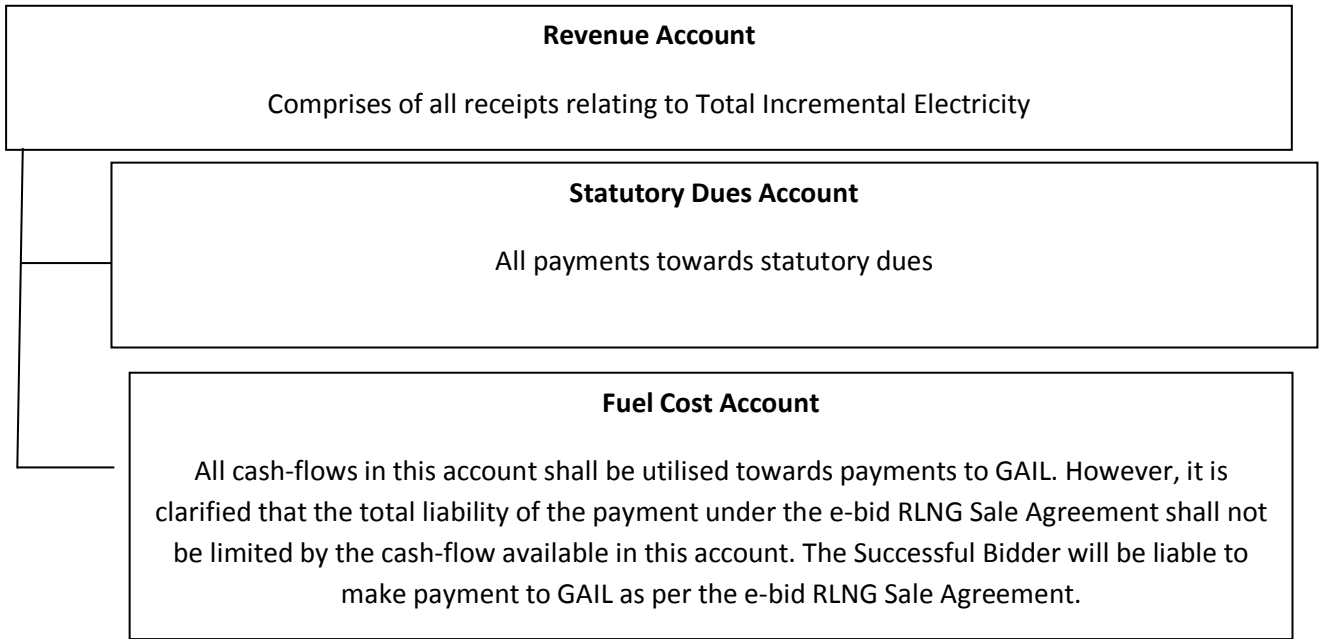 Revenue Account
Comprises of all receipts relating to Total Incremental Electricity
Statutory Dues Account
All payments towards statutory dues
Fuel Cost Account
All cash-flows in this account shall be utilised towards payments to GAIL. However, it is
clarified that the total liability of the payment under the e-bid RLNG Sale Agreement shall not
be limited by the cash-flow available in this account. The Successful Bidder will be liable to
make payment to GAIL as per the e-bid RLNG Sale Agreement.